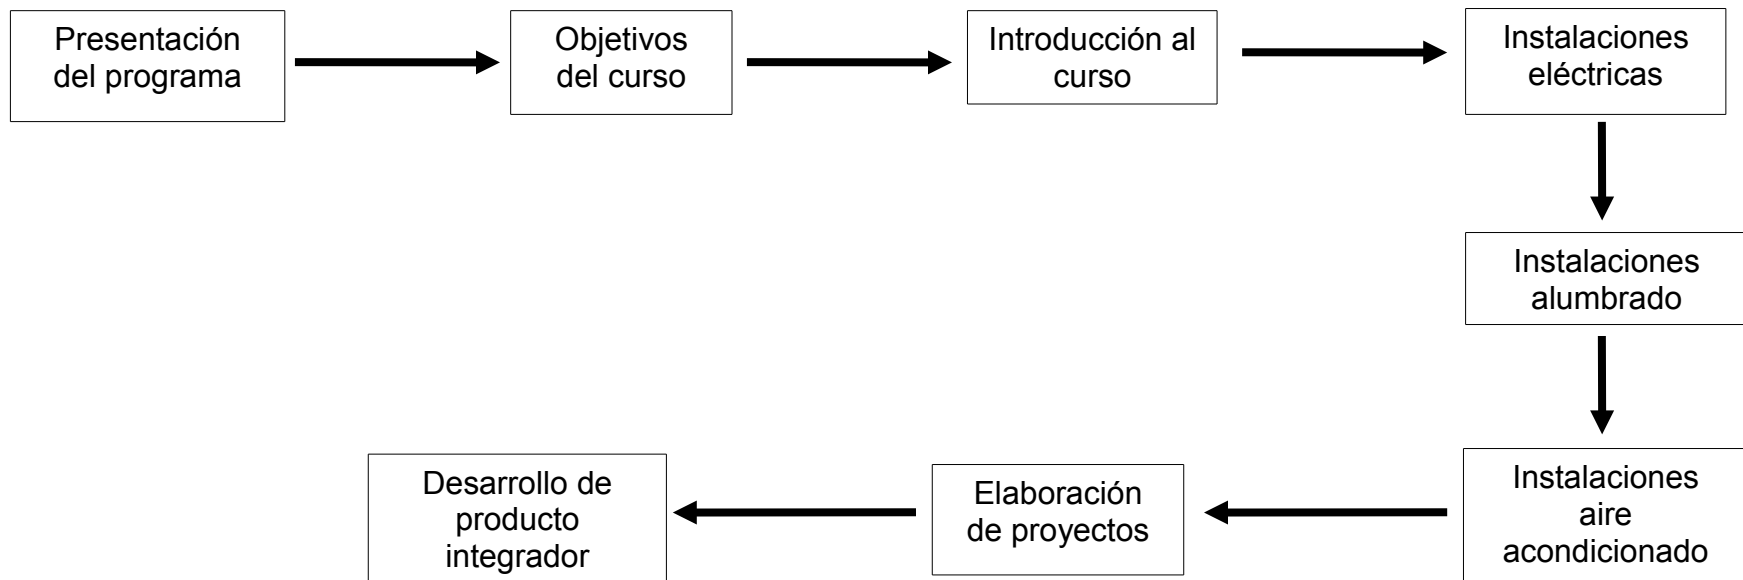 Presentación
del programa
Objetivos
del curso
Introducción al
curso
Instalaciones
eléctricas
Instalaciones
alumbrado
Instalaciones
aire
acondicionado
Elaboración
de proyectos
Desarrollo de
producto
integrador